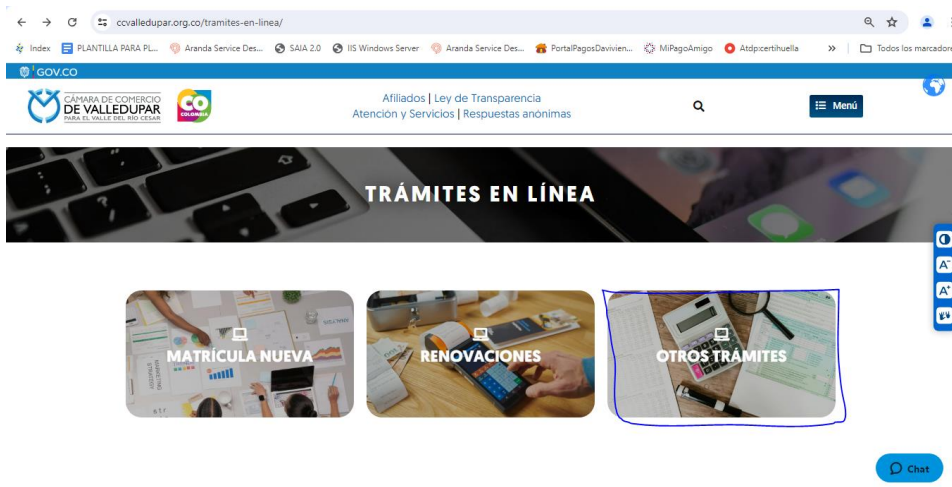 ccvalledupar.org.co/tramites-en-linea/
Index PLANTILLA PARA PL... Aranda Service Des... SAIA 2.0 IIS Windows Server Aranda Service Des... PortalPagosDavivien... MiPagoAmigo Atdp:certihuella » Todos los marcadore
GOV.CO
CÁMARA DE COMERCIO
DE VALLEDUPAR
PARA EL VALLE DEL RÍO CESAR
CO
COLOMBIA
Afiliados | Ley de Transparencia
Atención y Servicios | Respuestas anónimas
Menú
TRÁMITES EN LÍNEA
A-
A+
MATRÍCULA NUEVA
RENOVACIONES
OTROS TRÁMITES
Chat